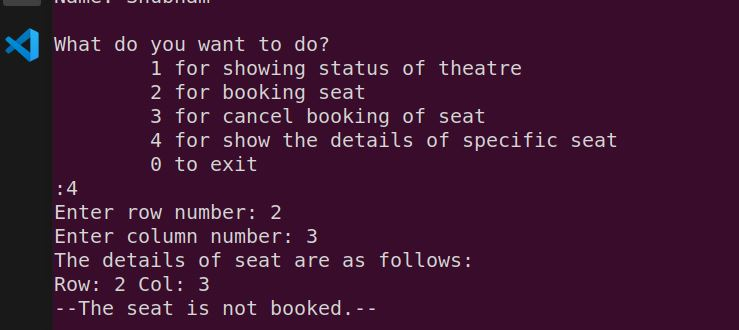 Name: Shubham
What do you want to do?
1 for showing status of theatre
2 for booking seat
3 for cancel booking of seat
4 for show the details of specific seat
0 to exit
:4
Enter row number: 2
Enter column number: 3
The details of seat are as follows:
Row: 2 Col: 3
--The seat is not booked.--